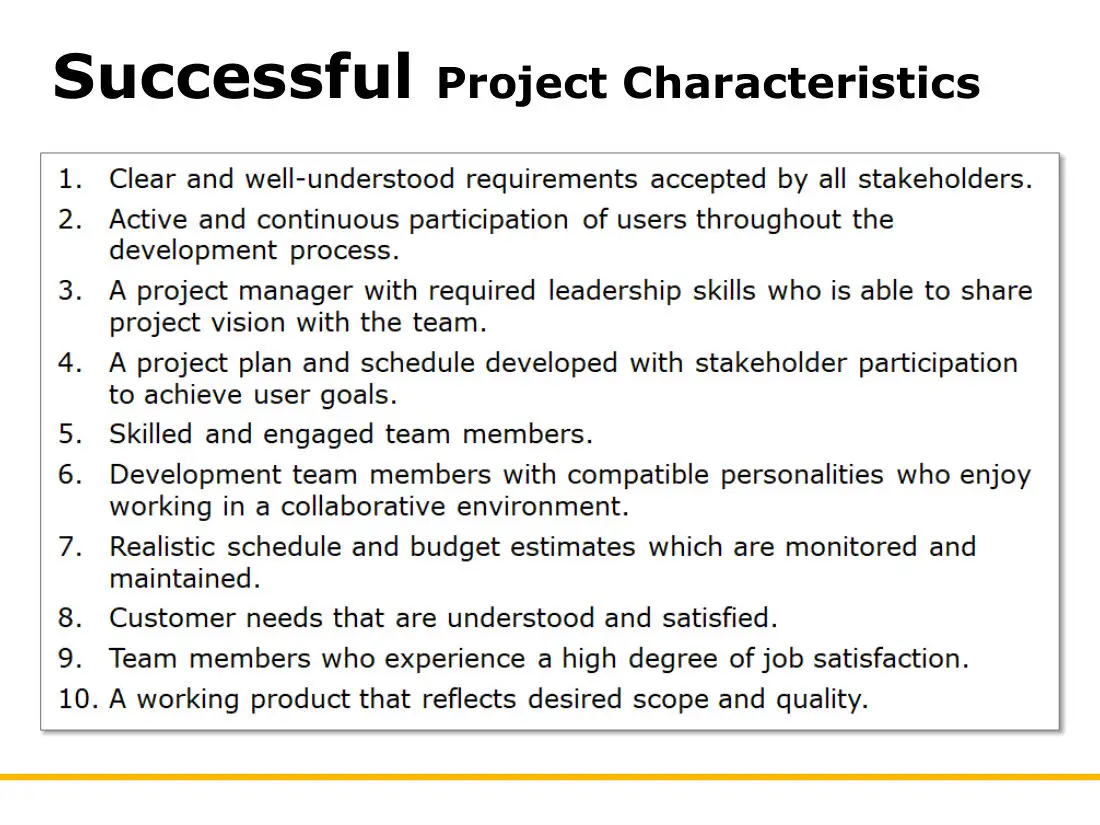 Successful Project Characteristics
1. Clear and well-understood requirements accepted by all stakeholders.
2. Active and continuous participation of users throughout the
development process.
3. A project manager with required leadership skills who is able to share
project vision with the team.
4. A project plan and schedule developed with stakeholder participation
to achieve user goals.
5. Skilled and engaged team members.
6. Development team members with compatible personalities who enjoy
working in a collaborative environment.
7. Realistic schedule and budget estimates which are monitored and
maintained.
8. Customer needs that are understood and satisfied.
9. Team members who experience a high degree of job satisfaction.
10. A working product that reflects desired scope and quality.